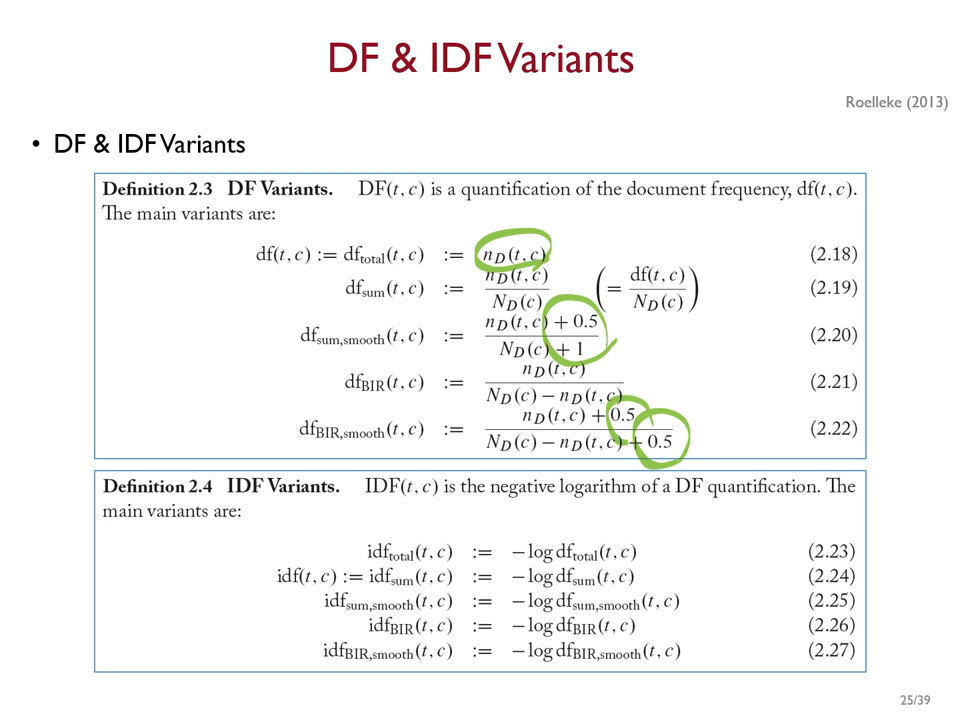 DF & IDF Variants
Roelleke (2013)
• DF & IDF Variants
Definition 2.3 DF Variants. DF(t, c) is a quantification of the document frequency, df(t, c).
The main variants are:
df(t, c) := df_total(t, c) := n_D(t, c) (2.18)
df_sum(t, c) := n_D(t, c) / N_D(c) (= df(t, c) / N_D(c)) (2.19)
df_sum,smooth(t, c) := n_D(t, c) + 0.5 / N_D(c) + 1 (2.20)
df_BIR(t, c) := n_D(t, c) / N_D(c) − n_D(t, c) (2.21)
df_BIR,smooth(t, c) := n_D(t, c) + 0.5 / N_D(c) − n_D(t, c) + 0.5 (2.22)
Definition 2.4 IDF Variants. IDF(t, c) is the negative logarithm of a DF quantification. The
main variants are:
idf_total(t, c) := − log df_total(t, c) (2.23)
idf(t, c) := idf_sum(t, c) := − log df_sum(t, c) (2.24)
idf_sum,smooth(t, c) := − log df_sum,smooth(t, c) (2.25)
idf_BIR(t, c) := − log df_BIR(t, c) (2.26)
idf_BIR,smooth(t, c) := − log df_BIR,smooth(t, c) (2.27)
25/39